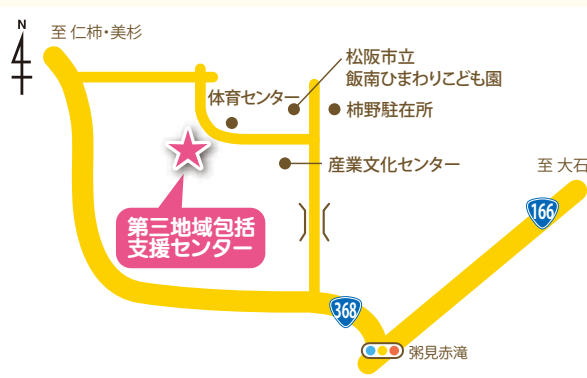 N
至 仁柿・美杉
松阪市立
飯南ひまわりこども園
体育センター
柿野駐在所
産業文化センター
至 大石
166
第三地域包括
支援センター
368
粥見赤滝